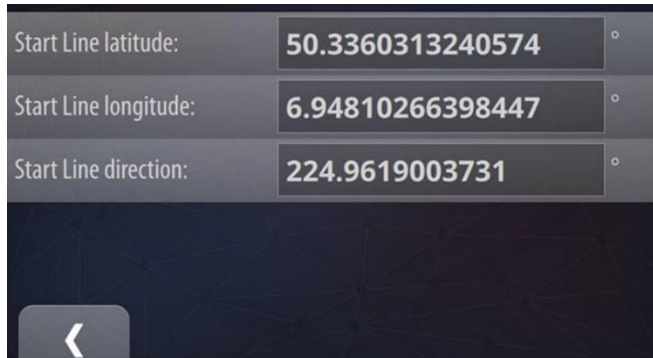 Start Line latitude: 50.3360313240574 °
Start Line longitude: 6.94810266398447 °
Start Line direction: 224.9619003731 °